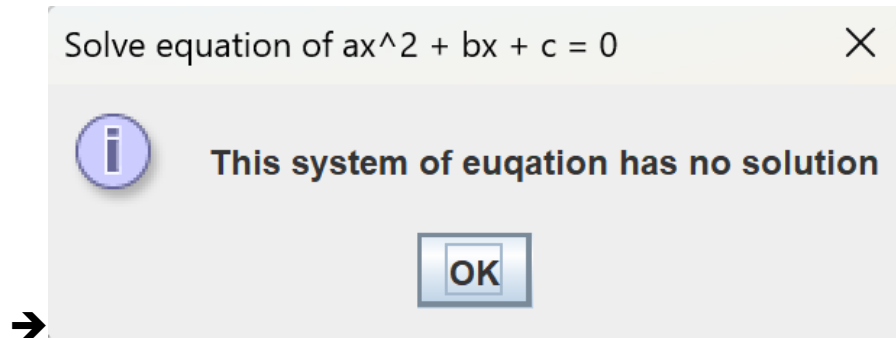 Solve equation of ax^2 + bx + c = 0
This system of euqation has no solution
OK